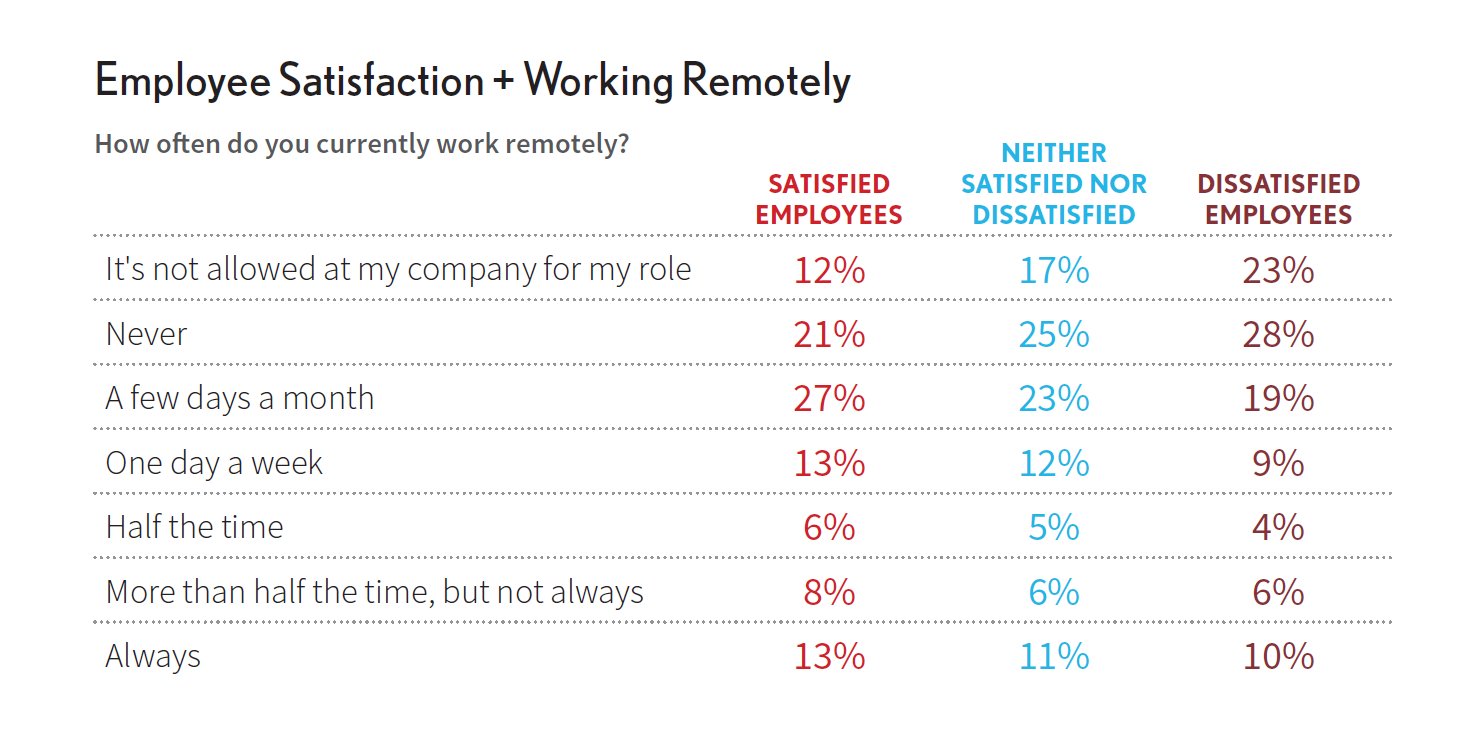 Employee Satisfaction + Working Remotely
How often do you currently work remotely?
SATISFIED
EMPLOYEES
NEITHER
SATISFIED NOR
DISSATISFIED
DISSATISFIED
EMPLOYEES
It's not allowed at my company for my role 12% 17% 23%
Never 21% 25% 28%
A few days a month 27% 23% 19%
One day a week 13% 12% 9%
Half the time 6% 5% 4%
More than half the time, but not always 8% 6% 6%
Always 13% 11% 10%